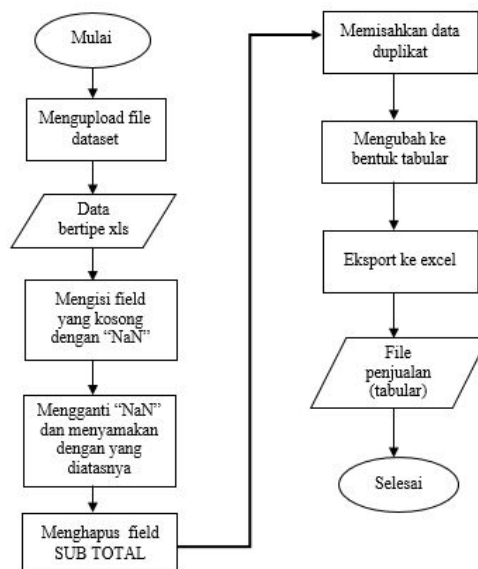 Mulai
Mengupload file
dataset
Data
bertipe xls
Mengisi field
yang kosong
dengan “NaN”
Mengganti “NaN”
dan menyamakan
dengan yang
diatasnya
Menghapus field
SUB TOTAL
Memisahkan data
duplikat
Mengubah ke
bentuk tabular
Eksport ke excel
File
penjualan
(tabular)
Selesai